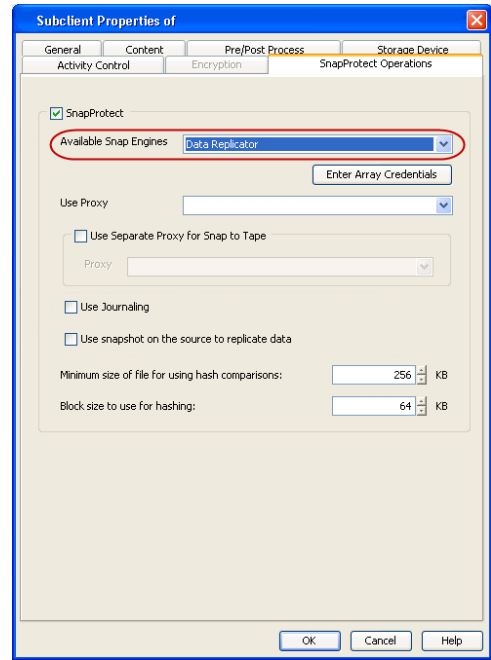 Subclient Properties of
General Content Pre/Post Process Storage Device
Activity Control Encryption SnapProtect Operations
SnapProtect
Available Snap Engines Data Replicator
Enter Array Credentials
Use Proxy
Use Separate Proxy for Snap to Tape
Proxy
Use Journaling
Use snapshot on the source to replicate data
Minimum size of file for using hash comparisons: 256 KB
Block size to use for hashing: 64 KB
OK Cancel Help